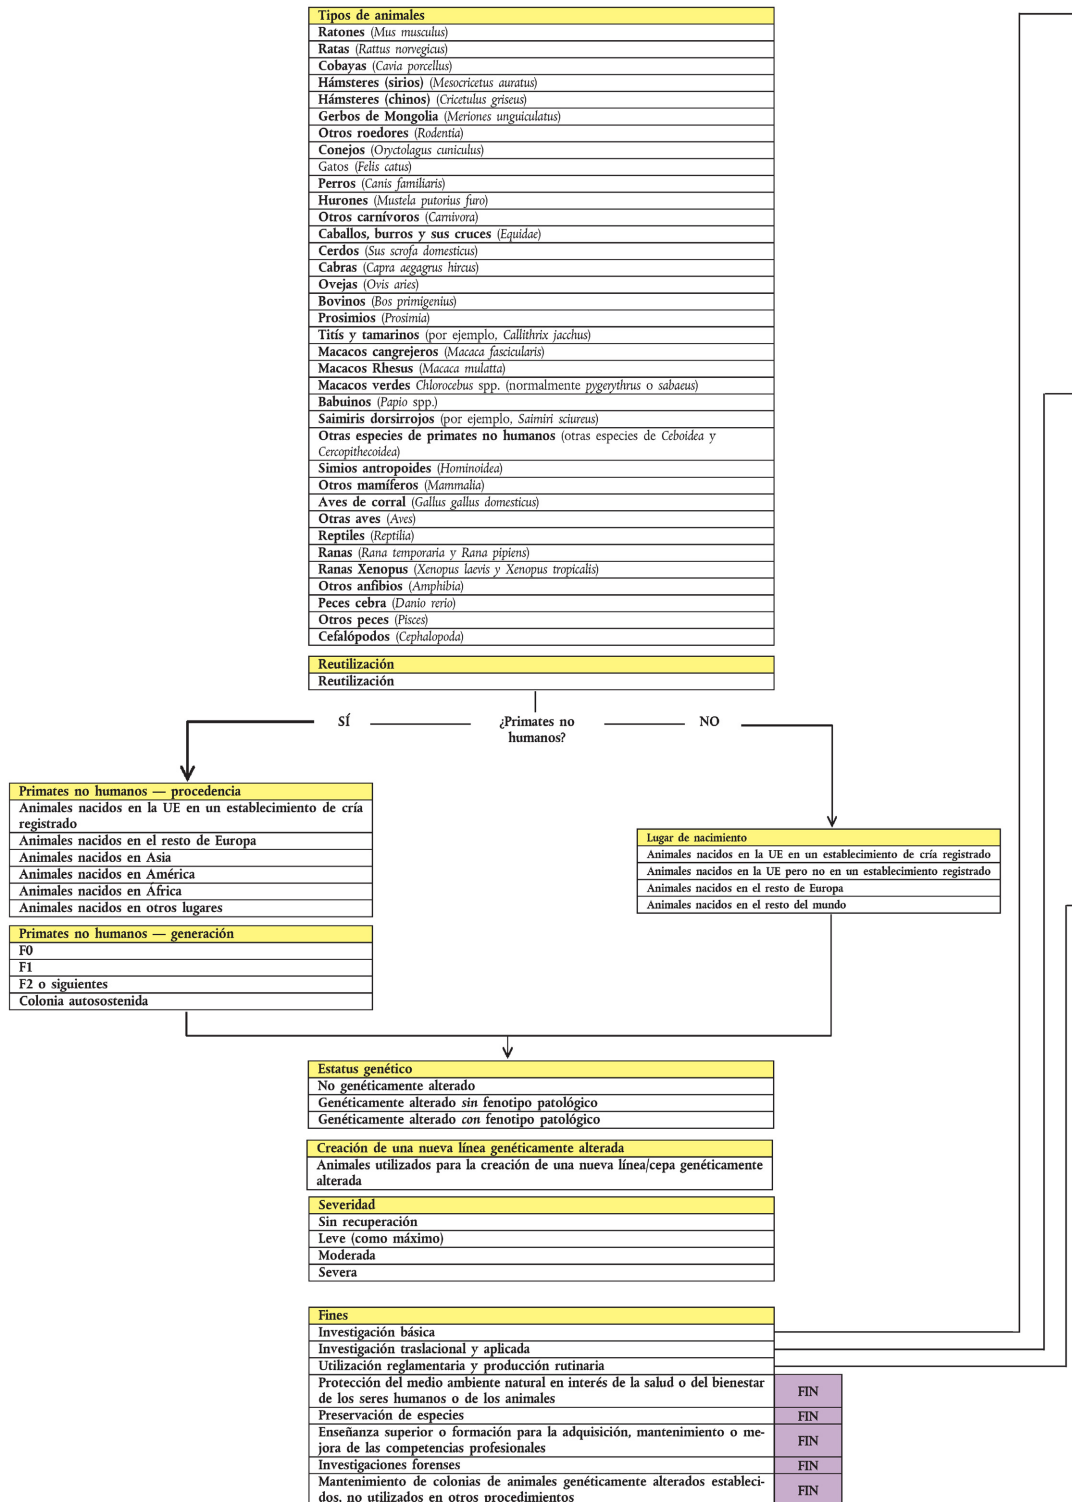 Tipos de animales
Ratones (Mus musculus)
Ratas (Rattus norvegicus)
Cobayas (Cavia porcellus)
Hámsteres (sirios) (Mesocricetus auratus)
Hámsteres (chinos) (Cricetulus griseus)
Gerbos de Mongolia (Meriones unguiculatus)
Otros roedores (Rodentia)
Conejos (Oryctolagus cuniculus)
Gatos (Felis catus)
Perros (Canis familiaris)
Hurones (Mustela putorius furo)
Otros carnívoros (Carnivora)
Caballos, burros y sus cruces (Equidae)
Cerdos (Sus scrofa domesticus)
Cabras (Capra aegagrus hircus)
Ovejas (Ovis aries)
Bovinos (Bos primigenius)
Prosimios (Prosimia)
Titís y tamarinos (por ejemplo, Callithrix jacchus)
Macacos cangrejeros (Macaca fascicularis)
Macacos Rhesus (Macaca mulatta)
Macacos verdes Chlorocebus spp. (normalmente pygerythrus o sabaeus)
Babuinos (Papio spp.)
Saimiris dorsirrojos (por ejemplo, Saimiri sciureus)
Otras especies de primates no humanos (otras especies de Ceboidea y
Cercopithecoidea)
Simios antropoides (Hominoidea)
Otros mamíferos (Mammalia)
Aves de corral (Gallus gallus domesticus)
Otras aves (Aves)
Reptiles (Reptilia)
Ranas (Rana temporaria y Rana pipiens)
Ranas Xenopus (Xenopus laevis y Xenopus tropicalis)
Otros anfibios (Amphibia)
Peces cebra (Danio rerio)
Otros peces (Pisces)
Cefalópodos (Cephalopoda)
Reutilización
Reutilización
SÍ
¿Primates no
humanos?
NO
Primates no humanos — procedencia
Animales nacidos en la UE en un establecimiento de cría
registrado
Animales nacidos en el resto de Europa
Animales nacidos en Asia
Animales nacidos en América
Animales nacidos en África
Animales nacidos en otros lugares
Lugar de nacimiento
Animales nacidos en la UE en un establecimiento de cría registrado
Animales nacidos en la UE pero no en un establecimiento registrado
Animales nacidos en el resto de Europa
Animales nacidos en el resto del mundo
Primates no humanos — generación
F0
F1
F2 o siguientes
Colonia autosostenida
Estatus genético
No genéticamente alterado
Genéticamente alterado sin fenotipo patológico
Genéticamente alterado con fenotipo patológico
Creación de una nueva línea genéticamente alterada
Animales utilizados para la creación de una nueva línea/cepa genéticamente
alterada
Severidad
Sin recuperación
Leve (como máximo)
Moderada
Severa
Fines
Investigación básica
Investigación traslacional y aplicada
Utilización reglamentaria y producción rutinaria
Protección del medio ambiente natural en interés de la salud o del bienestar
de los seres humanos o de los animales
FIN
Preservación de especies
FIN
Enseñanza superior o formación para la adquisición, mantenimiento o me-
jora de las competencias profesionales
FIN
Investigaciones forenses
FIN
Mantenimiento de colonias de animales genéticamente alterados estableci-
dos, no utilizados en otros procedimientos
FIN